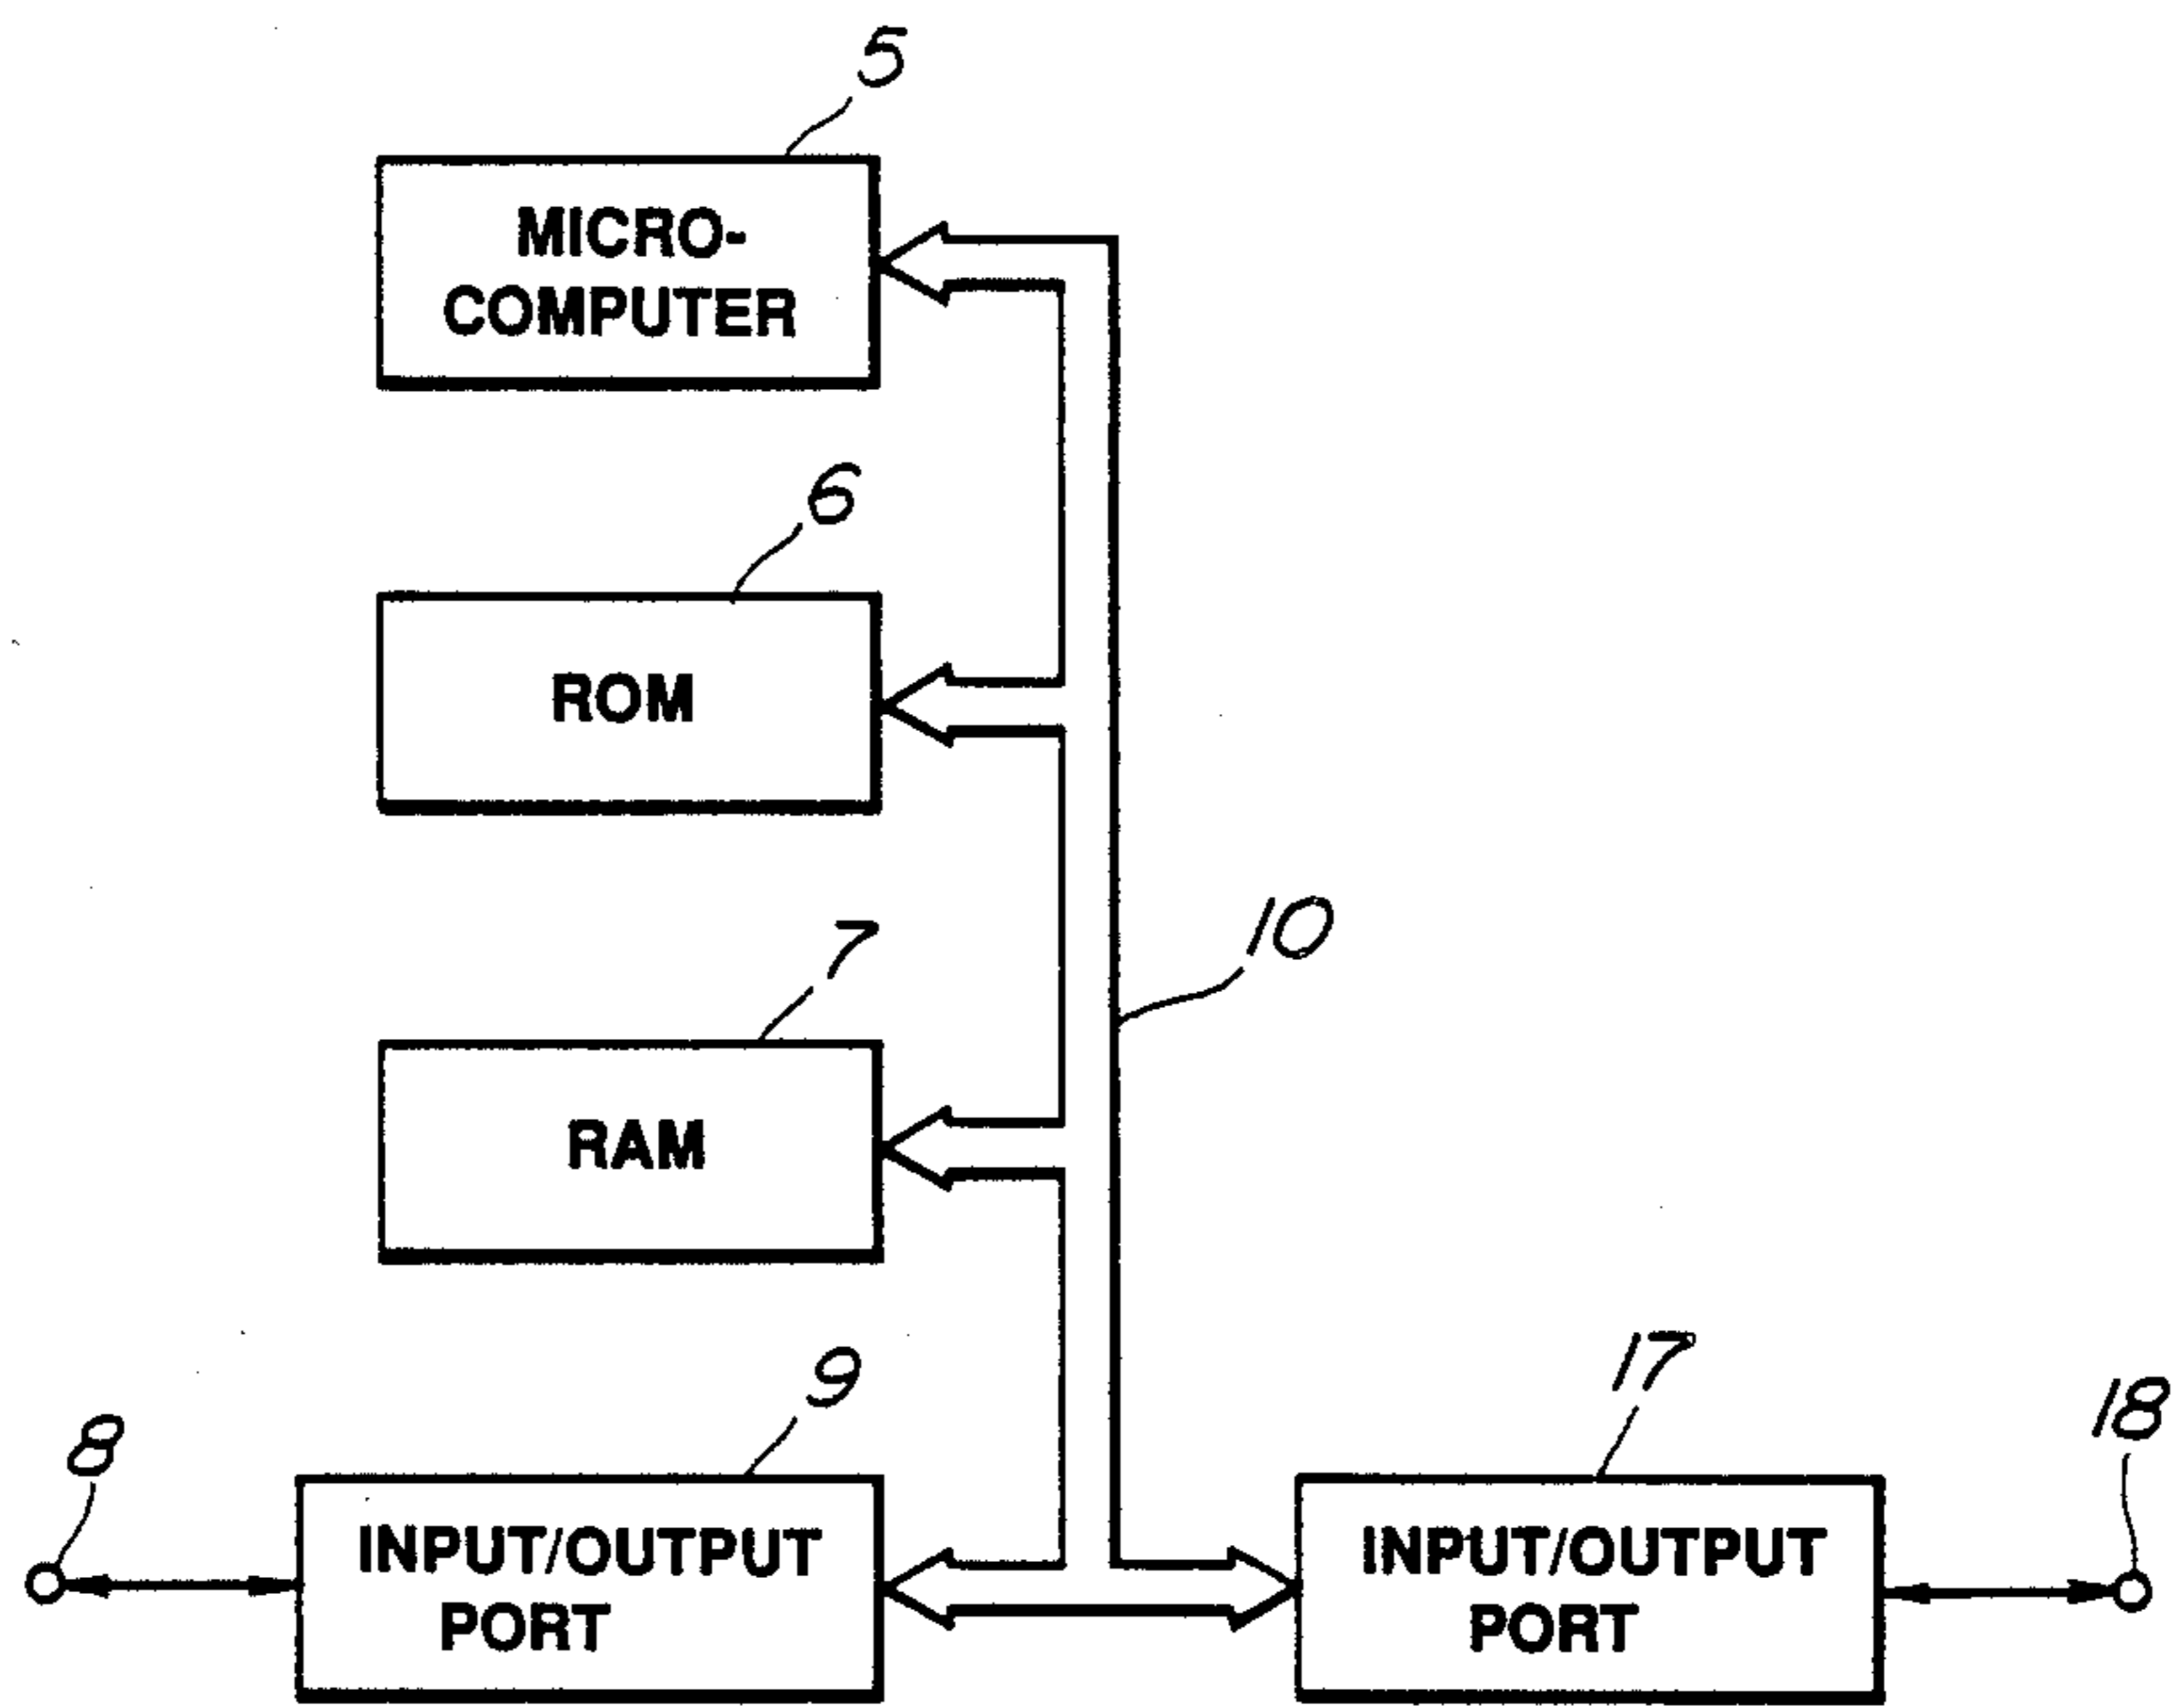 5
MICRO-
COMPUTER
6
ROM
7
RAM
10
8
9
INPUT/OUTPUT
PORT
17
INPUT/OUTPUT
PORT
18